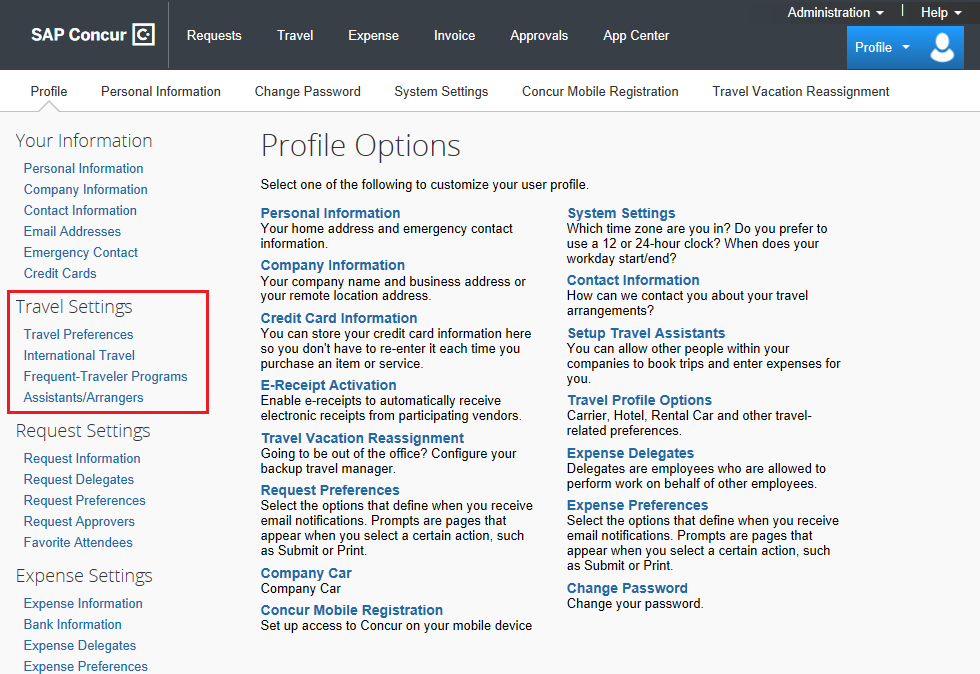 Administration
Help
SAP Concur
Requests
Travel
Expense
Invoice
Approvals
App Center
Profile
Profile
Personal Information
Change Password
System Settings
Concur Mobile Registration
Travel Vacation Reassignment
Your Information
Personal Information
Company Information
Contact Information
Email Addresses
Emergency Contact
Credit Cards
Travel Settings
Travel Preferences
International Travel
Frequent-Traveler Programs
Assistants/Arrangers
Request Settings
Request Information
Request Delegates
Request Preferences
Request Approvers
Favorite Attendees
Expense Settings
Expense Information
Bank Information
Expense Delegates
Expense Preferences
Profile Options
Select one of the following to customize your user profile.
Personal Information
Your home address and emergency contact
information.
Company Information
Your company name and business address or
your remote location address.
Credit Card Information
You can store your credit card information here
so you don't have to re-enter it each time you
purchase an item or service.
E-Receipt Activation
Enable e-receipts to automatically receive
electronic receipts from participating vendors.
Travel Vacation Reassignment
Going to be out of the office? Configure your
backup travel manager.
Request Preferences
Select the options that define when you receive
email notifications. Prompts are pages that
appear when you select a certain action, such
as Submit or Print.
Company Car
Company Car
Concur Mobile Registration
Set up access to Concur on your mobile device
System Settings
Which time zone are you in? Do you prefer to
use a 12 or 24-hour clock? When does your
workday start/end?
Contact Information
How can we contact you about your travel
arrangements?
Setup Travel Assistants
You can allow other people within your
companies to book trips and enter expenses for
you.
Travel Profile Options
Carrier, Hotel, Rental Car and other travel-
related preferences.
Expense Delegates
Delegates are employees who are allowed to
perform work on behalf of other employees.
Expense Preferences
Select the options that define when you receive
email notifications. Prompts are pages that
appear when you select a certain action, such
as Submit or Print.
Change Password
Change your password.